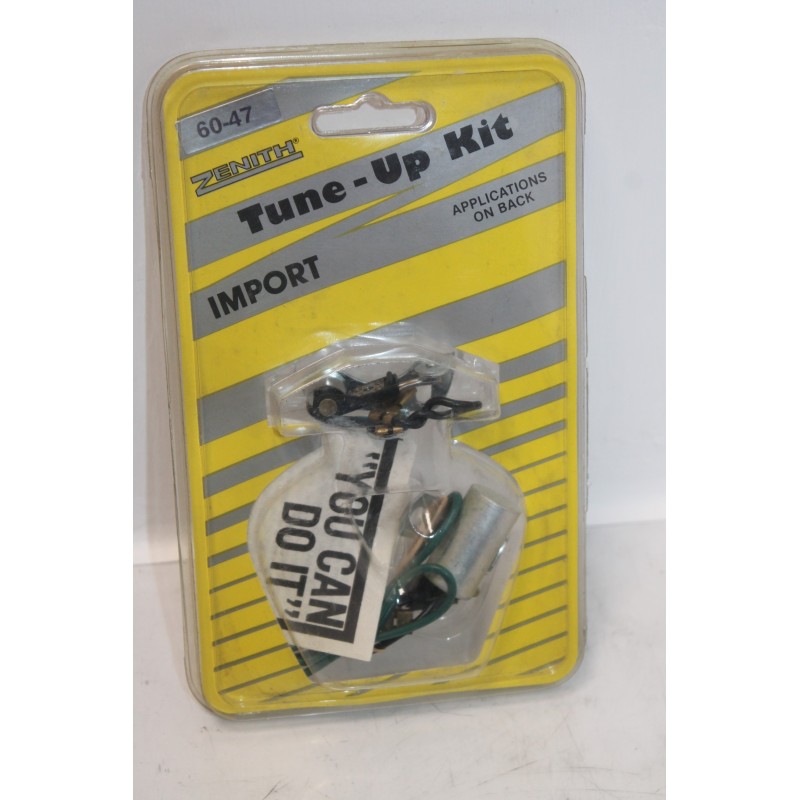 60-47
ZENITH®
Tune-Up Kit
APPLICATIONS
ON BACK
IMPORT
"YOU CAN
DO IT"